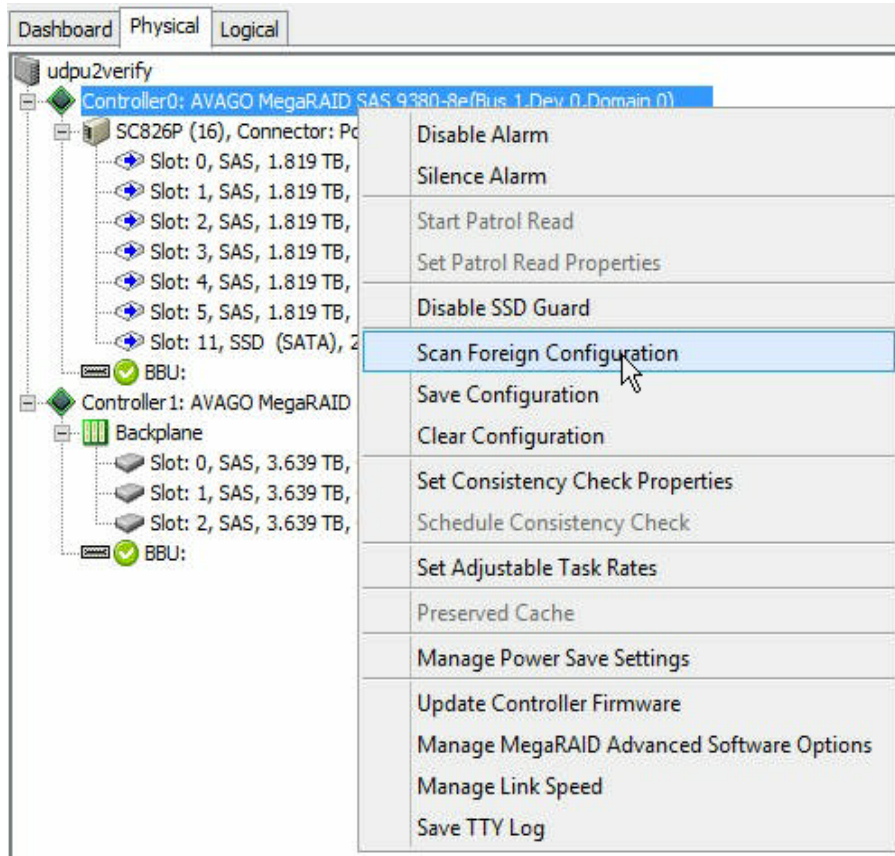 Dashboard Physical Logical
udpu2verify
Controller0: AVAGO MegaRAID SAS 9380-8e(Bus 1,Dev 0,Domain 0)
SC826P (16), Connector:
Slot: 0, SAS, 1.819 TB,
Slot: 1, SAS, 1.819 TB,
Slot: 2, SAS, 1.819 TB,
Slot: 3, SAS, 1.819 TB,
Slot: 4, SAS, 1.819 TB,
Slot: 5, SAS, 1.819 TB,
Slot: 11, SSD (SATA), 2
BBU:
Controller1: AVAGO MegaRAID
Backplane
Slot: 0, SAS, 3.639 TB,
Slot: 1, SAS, 3.639 TB,
Slot: 2, SAS, 3.639 TB,
BBU:
Disable Alarm
Silence Alarm
Start Patrol Read
Set Patrol Read Properties
Disable SSD Guard
Scan Foreign Configuration
Save Configuration
Clear Configuration
Set Consistency Check Properties
Schedule Consistency Check
Set Adjustable Task Rates
Preserved Cache
Manage Power Save Settings
Update Controller Firmware
Manage MegaRAID Advanced Software Options
Manage Link Speed
Save TTY Log